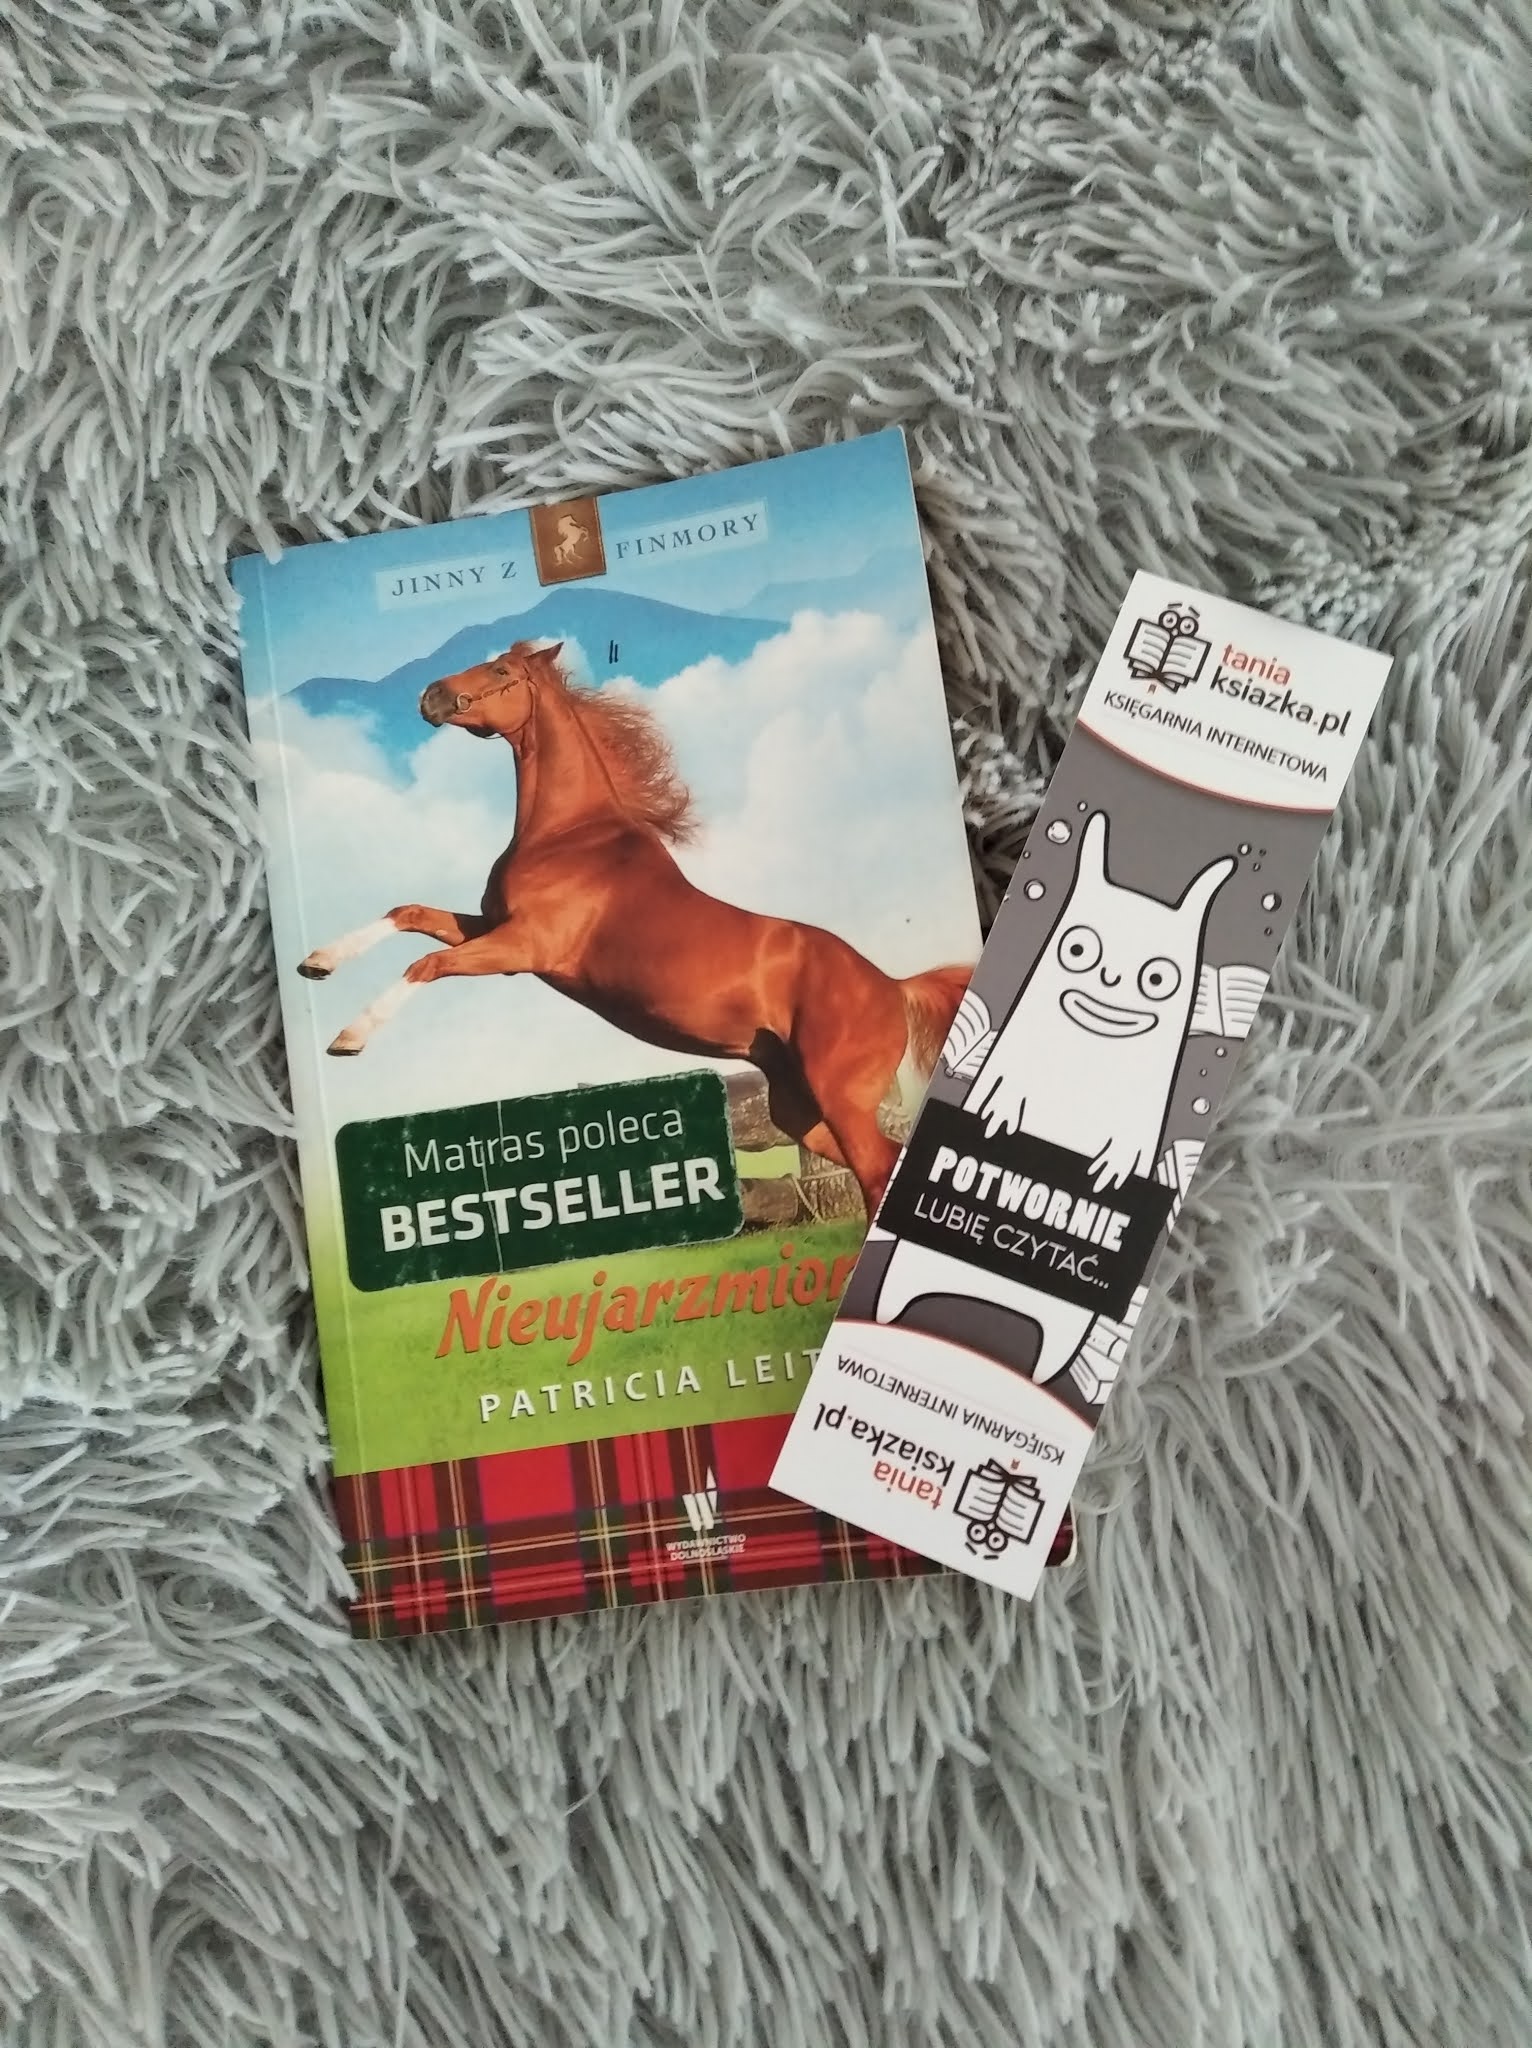 JINNY Z FINMORY
Matras poleca
BESTSELLER
Nieujarzmion
PATRICIA LEIT
WYDAWNICTWO
DOLNOŚLĄSKIE
tania
ksiazka.pl
KSIĘGARNIA INTERNETOWA
POTWORNIE
LUBIĘ CZYTAĆ...
KSIĘGARNIA INTERNETOWA
tania
ksiazka.pl